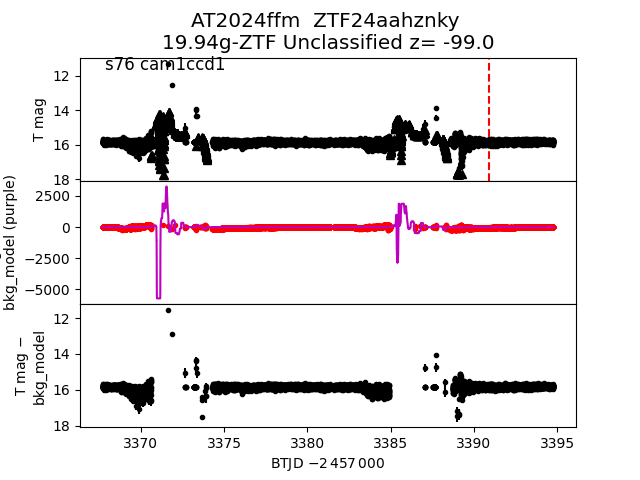 AT2024ffm  ZTF24aahznky
19.94g-ZTF Unclassified z= -99.0
s76 cam1ccd1
12
14
16
18
T mag
2500
0
−2500
−5000
bkg_model (purple)
12
14
16
18
T mag −
bkg_model
3370
3375
3380
3385
3390
3395
BTJD −2 457 000